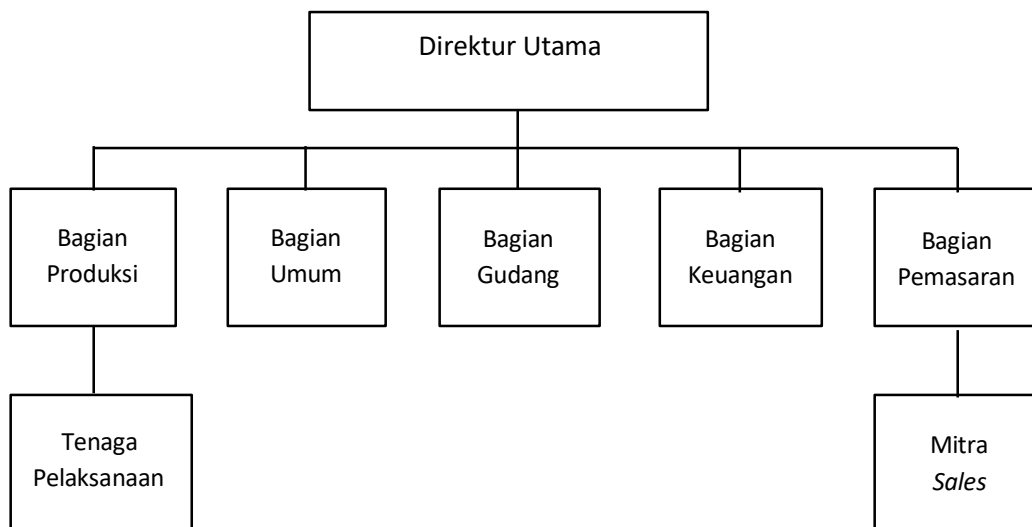 Direktur Utama
Bagian
Produksi
Bagian
Umum
Bagian
Gudang
Bagian
Keuangan
Bagian
Pemasaran
Tenaga
Pelaksanaan
Mitra
Sales